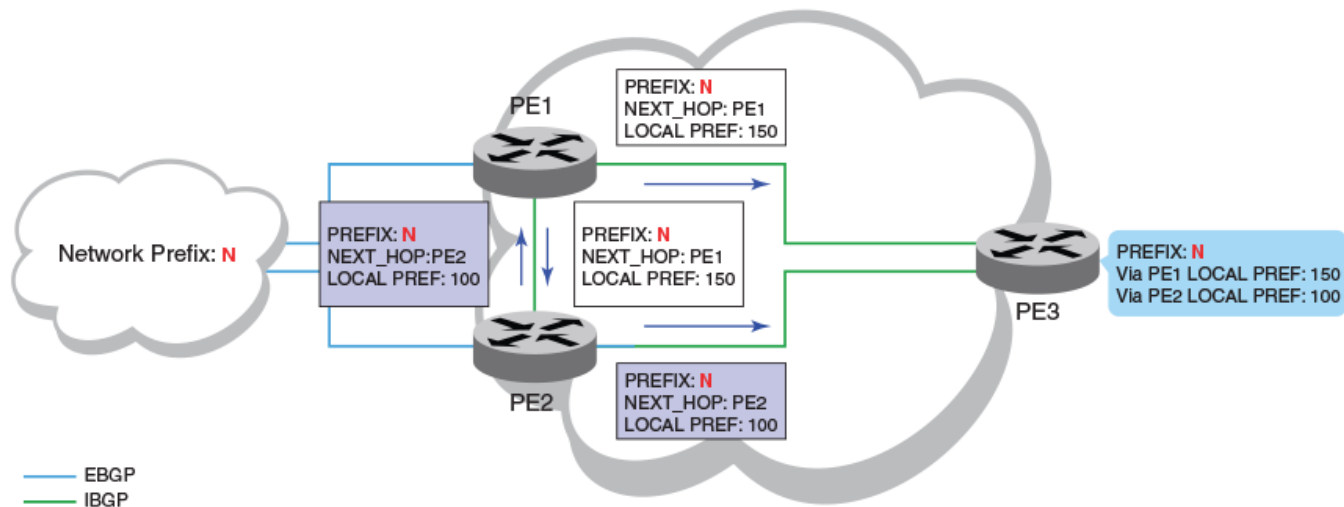 PE1
PREFIX: N
NEXT_HOP: PE1
LOCAL PREF: 150
Network Prefix: N
PREFIX: N
NEXT_HOP:PE2
LOCAL PREF: 100
PREFIX: N
NEXT_HOP: PE1
LOCAL PREF: 150
PE3
PREFIX: N
Via PE1 LOCAL PREF: 150
Via PE2 LOCAL PREF: 100
PE2
PREFIX: N
NEXT_HOP: PE2
LOCAL PREF: 100
EBGP
IBGP